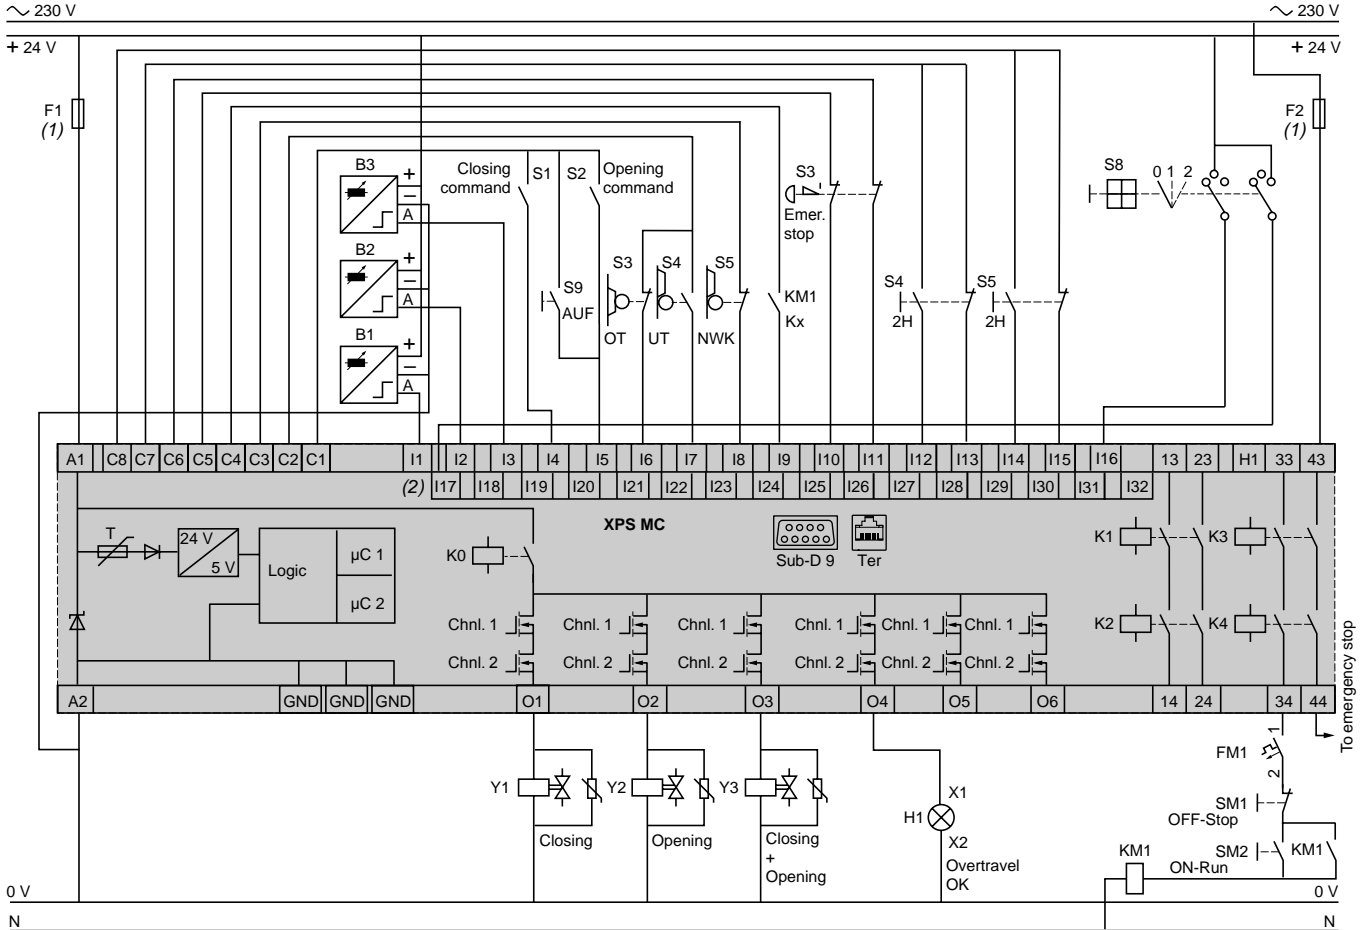 230 V 230 V
+ 24 V + 24 V
F1
(1)
F2
(1)
B3
+
−
A
B2
+
−
A
B1
+
−
A
Closing
command
S1
S2
Opening
command
S3
Emer.
stop
S8
0 1 2
S9
AUF
S3
OT
S4
UT
S5
NWK
KM1
Kx
S4
2H
S5
2H
A1 C8 C7 C6 C5 C4 C3 C2 C1 I1 I2 I3 I4 I5 I6 I7 I8 I9 I10 I11 I12 I13 I14 I15 I16 13 23 H1 33 43
(2) I17 I18 I19 I20 I21 I22 I23 I24 I25 I26 I27 I28 I29 I30 I31 I32
XPS MC
T
24 V
5 V
Logic
µC 1
µC 2
K0
Sub-D 9
Ter
K1
K3
K2
K4
Chnl. 1 Chnl. 1 Chnl. 1 Chnl. 1 Chnl. 1 Chnl. 1
Chnl. 2 Chnl. 2 Chnl. 2 Chnl. 2 Chnl. 2 Chnl. 2
A2 GND GND GND O1 O2 O3 O4 O5 O6 14 24 34 44
To emergency stop
Y1
Closing
Y2
Opening
Y3
Closing
+
Opening
H1
X1
X2
Overtravel
OK
1
FM1
2
SM1
OFF-Stop
SM2
ON-Run
KM1
KM1
0 V 0 V
N N